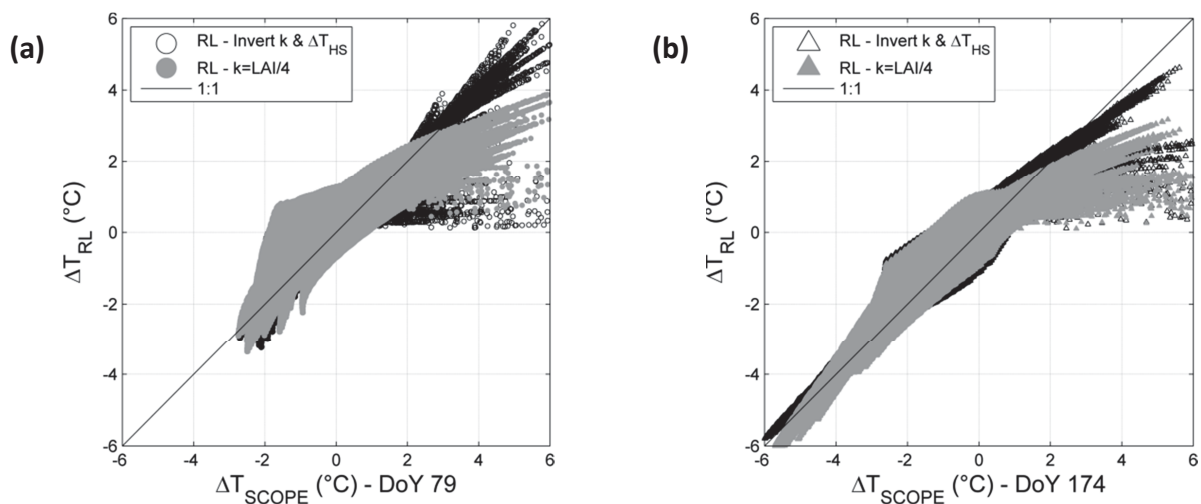 (a)
RL - Invert k & ΔT_HS
RL - k=LAI/4
1:1
6
4
2
0
-2
-4
-6
ΔT_RL (°C)
-6 -4 -2 0 2 4 6
ΔT_SCOPE (°C) - DoY 79
(b)
RL - Invert k & ΔT_HS
RL - k=LAI/4
1:1
6
4
2
0
-2
-4
-6
ΔT_RL (°C)
-6 -4 -2 0 2 4 6
ΔT_SCOPE (°C) - DoY 174